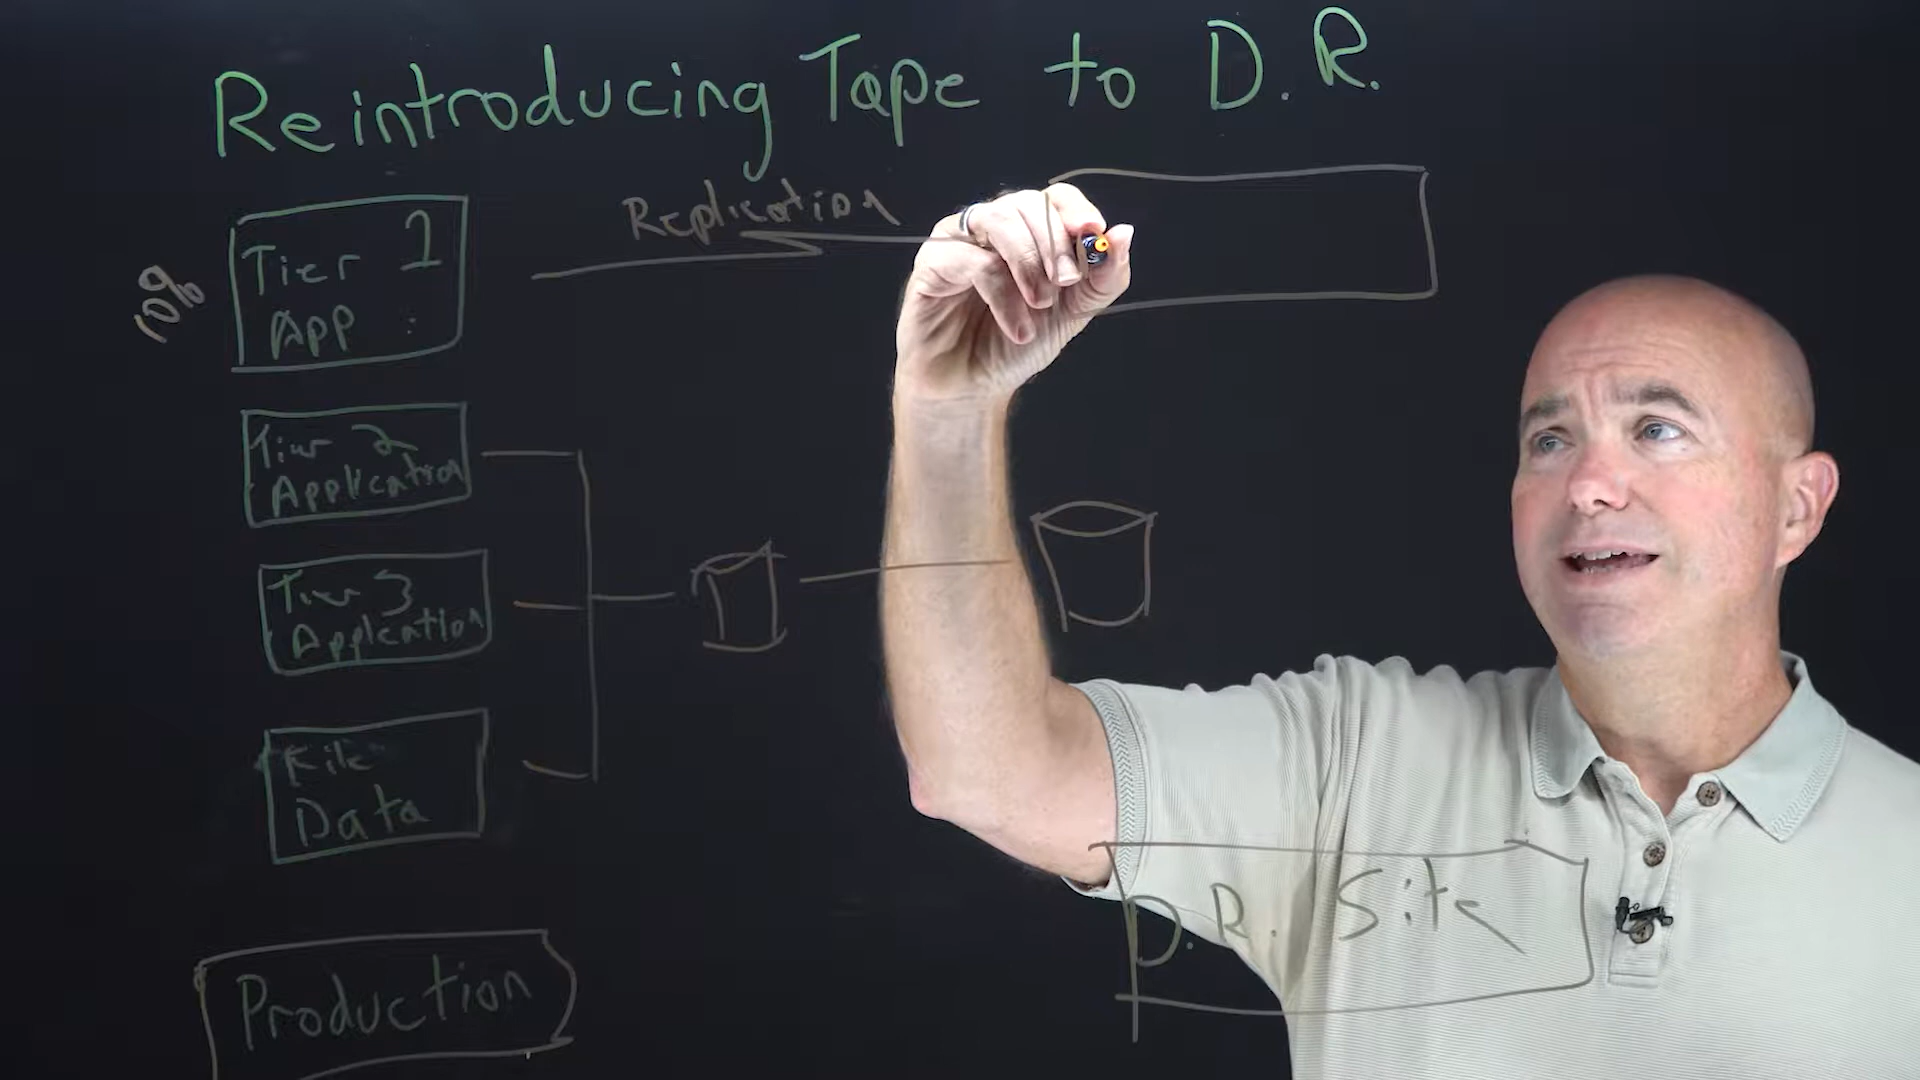 Reintroducing Tape to D.R.
Replication
10%
Tier 1
App
Tier 2
Application
Tier 3
Application
File
Data
D.R. Site
Production